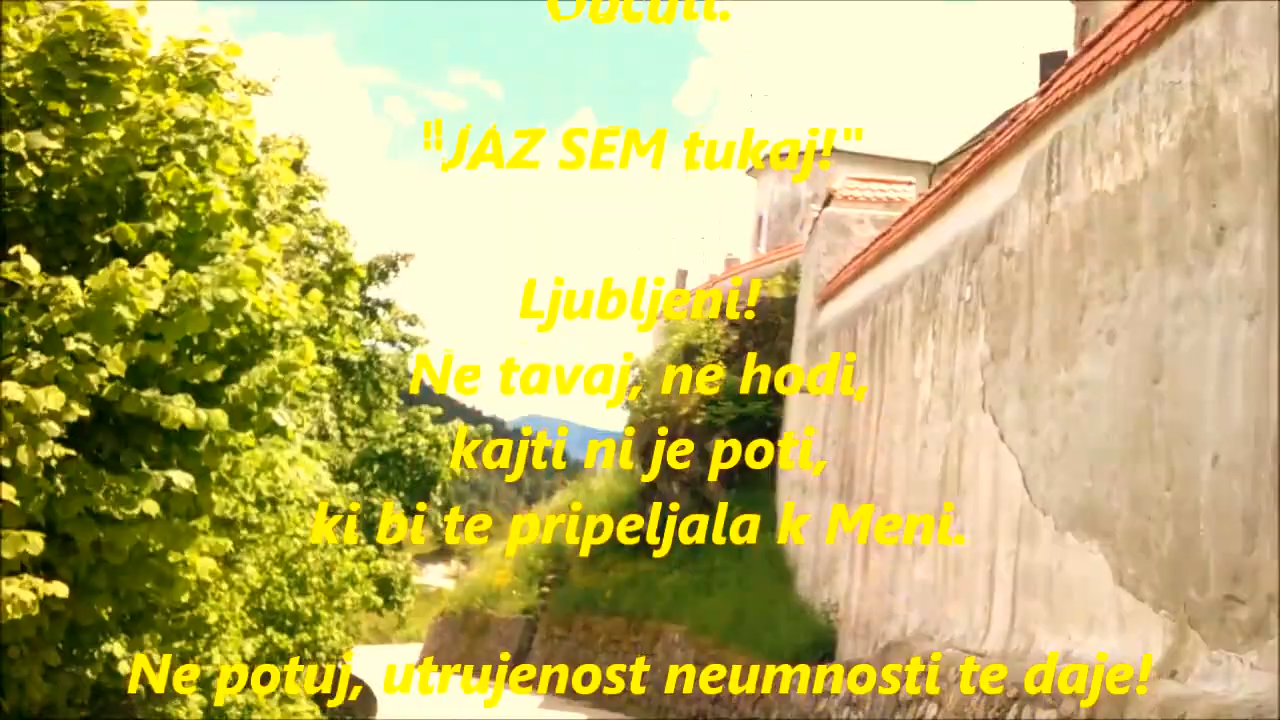 "JAZ SEM tukaj!"
Ljubljeni!
Ne tavaj, ne hodi,
kajti ni je poti,
ki bi te pripeljala k Meni.
Ne potuj, utrujenost neumnosti te daje!